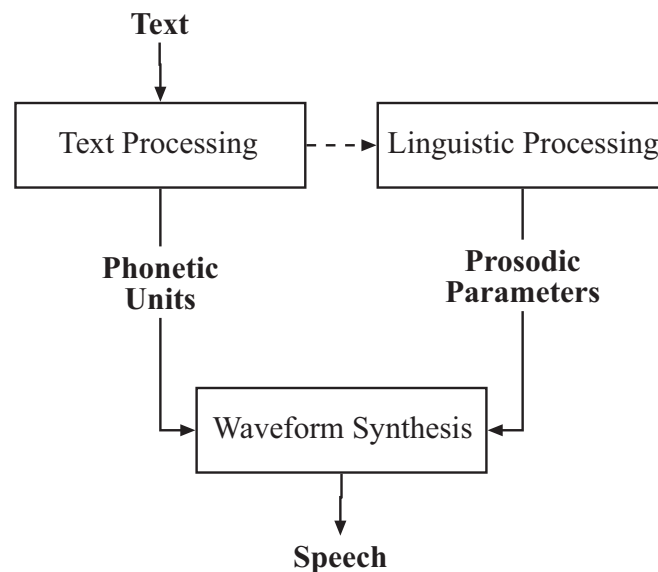 Text
Text Processing
Linguistic Processing
Phonetic
Units
Prosodic
Parameters
Waveform Synthesis
Speech